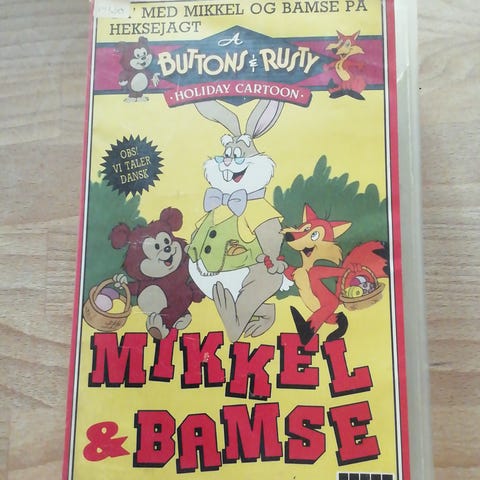 MED MIKKEL OG BAMSE PÅ
HEKSEJAGT
A
BUTTONS & RUSTY
HOLIDAY CARTOON
OBS!
VI TALER
DANSK
MIKKEL
& BAMSE